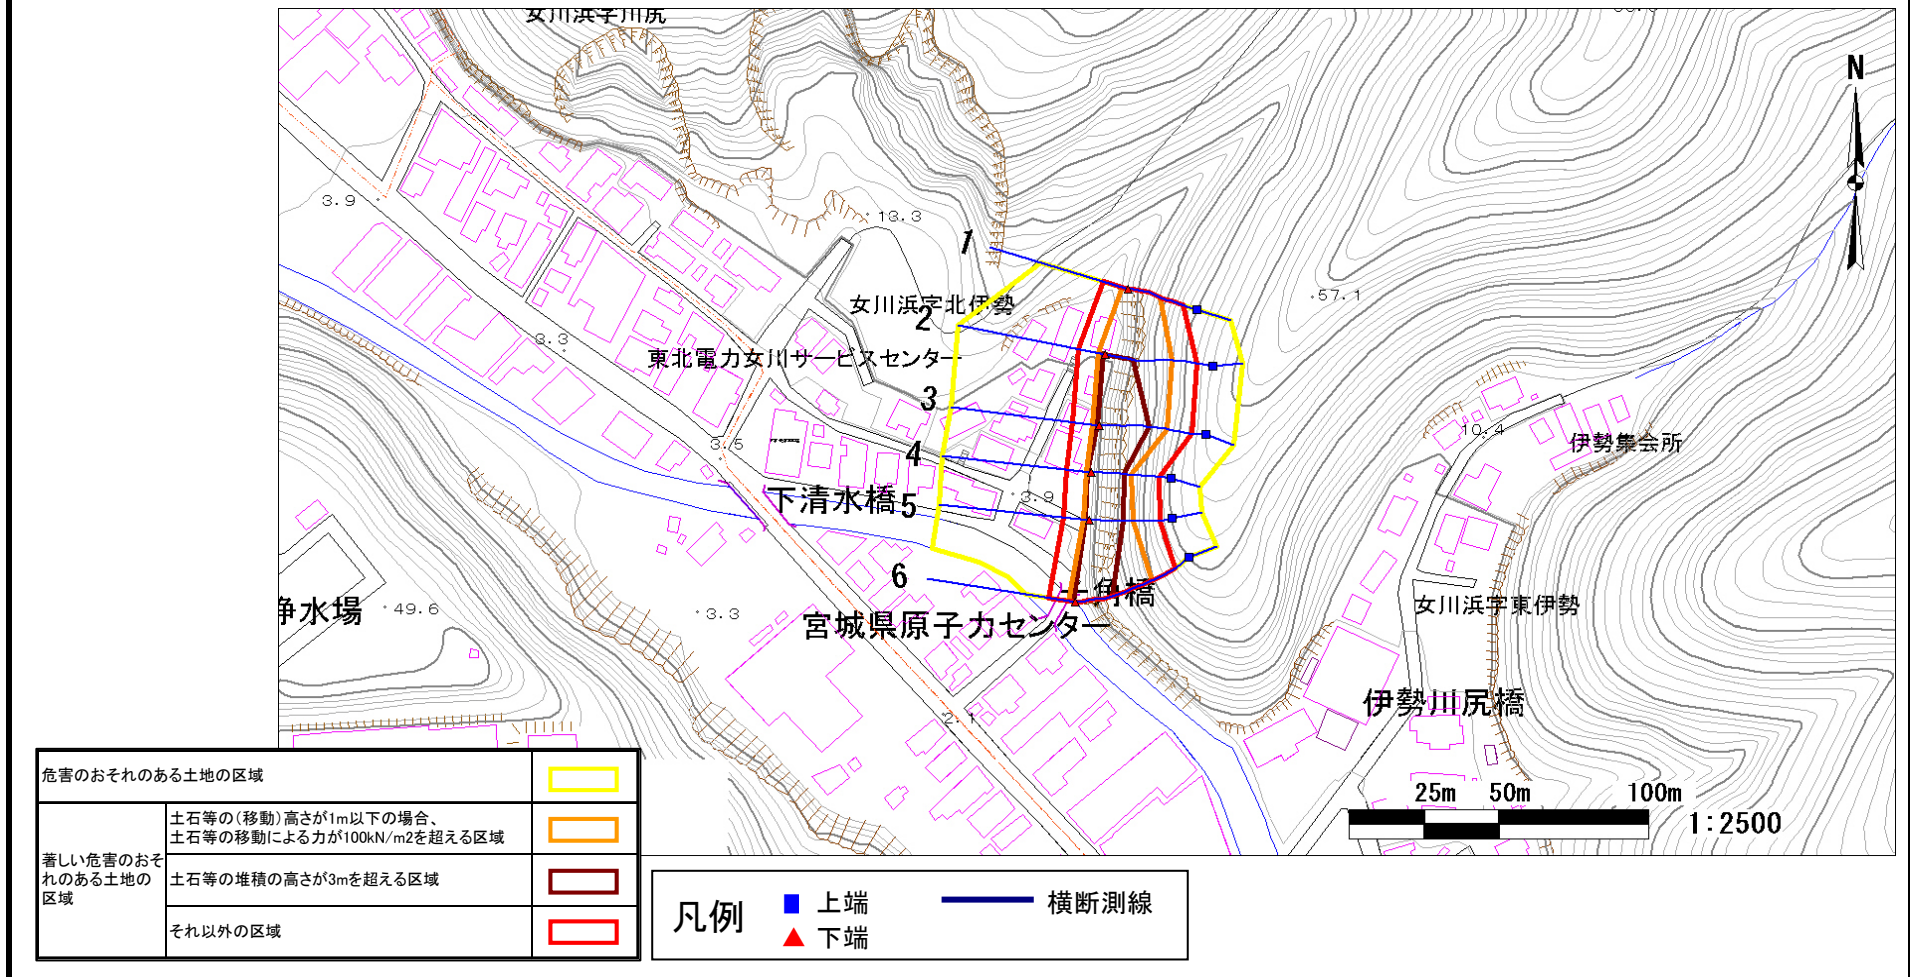 女川浜字川尻
N
3.9
13.3
1
57.1
女川浜字北伊勢
2
3.3
東北電力女川サービスセンター
3
10.4
伊勢集会所
3.5
4
3.9
下清水橋
5
6
浄水場
49.6
3.3
宮城県原子力センター
女川浜字東伊勢
伊勢川尻橋
2.1
25m 50m 100m
1:2500
危害のおそれのある土地の区域
著しい危害のおそ
れのある土地の
区域
土石等の(移動)高さが1m以下の場合、
土石等の移動による力が100kN/m2を超える区域
土石等の堆積の高さが3mを超える区域
それ以外の区域
凡例
上端
横断測線
下端